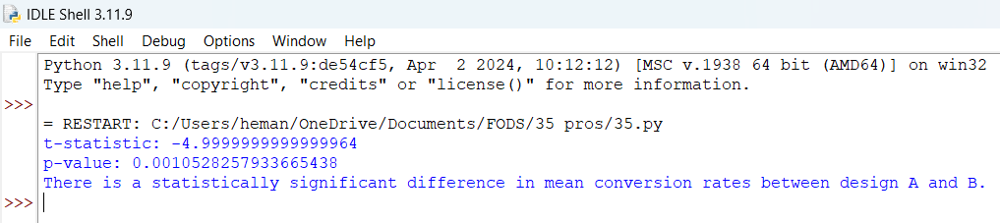 IDLE Shell 3.11.9
File Edit Shell Debug Options Window Help
Python 3.11.9 (tags/v3.11.9:de54cf5, Apr  2 2024, 10:12:12) [MSC v.1938 64 bit (AMD64)] on win32
Type "help", "copyright", "credits" or "license()" for more information.
>>>
= RESTART: C:/Users/heman/OneDrive/Documents/FODS/35 pros/35.py
t-statistic: -4.9999999999999964
p-value: 0.0010528257933665438
There is a statistically significant difference in mean conversion rates between design A and B.
>>>